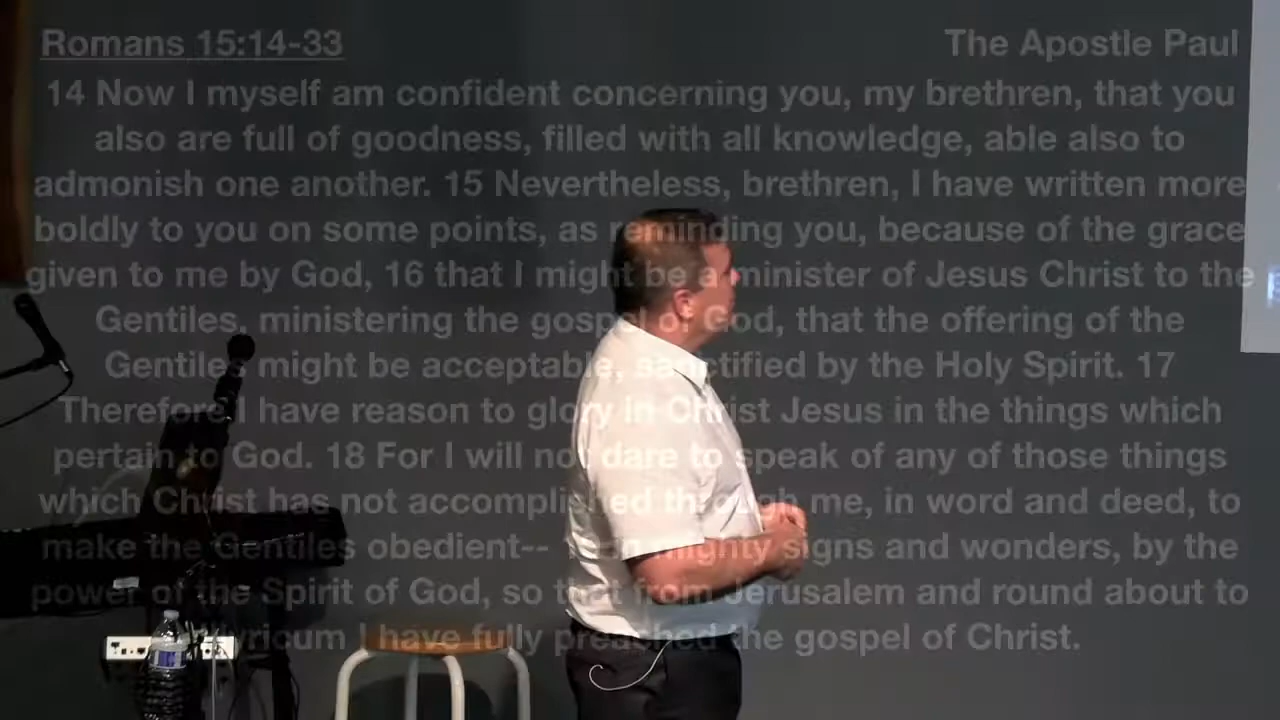 Romans 15:14-33
The Apostle Paul
14 Now I myself am confident concerning you, my brethren, that you
also are full of goodness, filled with all knowledge, able also to
admonish one another. 15 Nevertheless, brethren, I have written more
boldly to you on some points, as reminding you, because of the grace
given to me by God, 16 that I might be a minister of Jesus Christ to the
Gentiles, ministering the gospel of God, that the offering of the
Gentiles might be acceptable, sanctified by the Holy Spirit. 17
Therefore I have reason to glory in Christ Jesus in the things which
pertain to God. 18 For I will not dare to speak of any of those things
which Christ has not accomplished through me, in word and deed, to
make the Gentiles obedient-- mighty signs and wonders, by the
power of the Spirit of God, so that from Jerusalem and round about to
Illyricum I have fully preached the gospel of Christ.